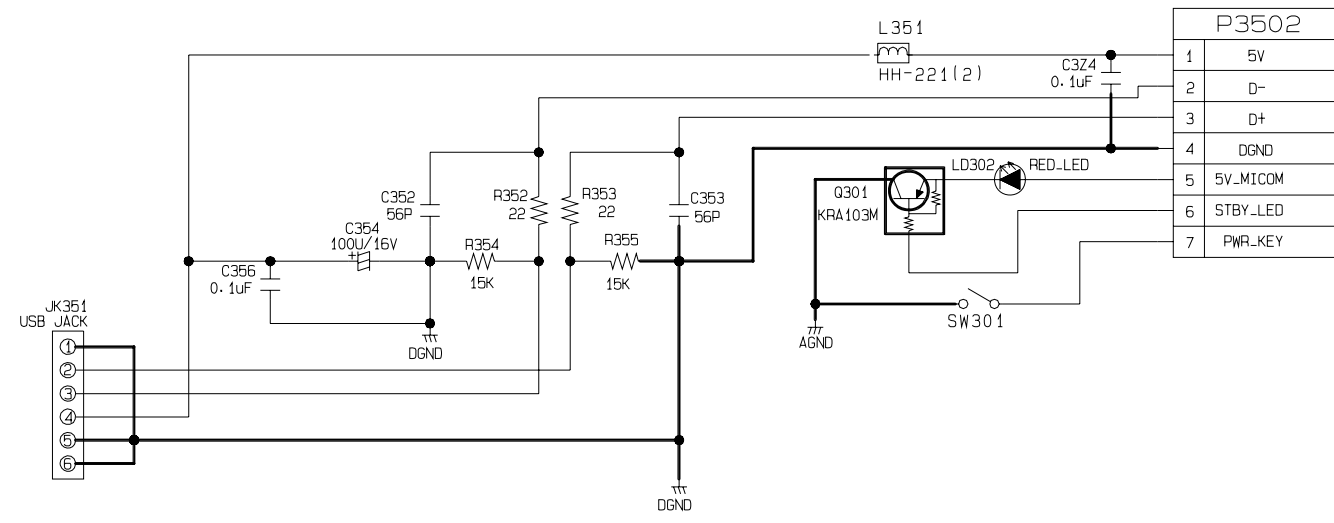 L351
HH-221(2)
C3Z4
0.1uF
P3502
1 5V
2 D-
3 D+
4 DGND
5 5V_MICOM
6 STBY_LED
7 PWR_KEY
LD302 RED_LED
Q301
KRA103M
C352
56P
R352
22
R353
22
C353
56P
C354
100U/16V
+
R354
15K
R355
15K
C356
0.1uF
SW301
AGND
DGND
JK351
USB JACK
1
2
3
4
5
6
DGND